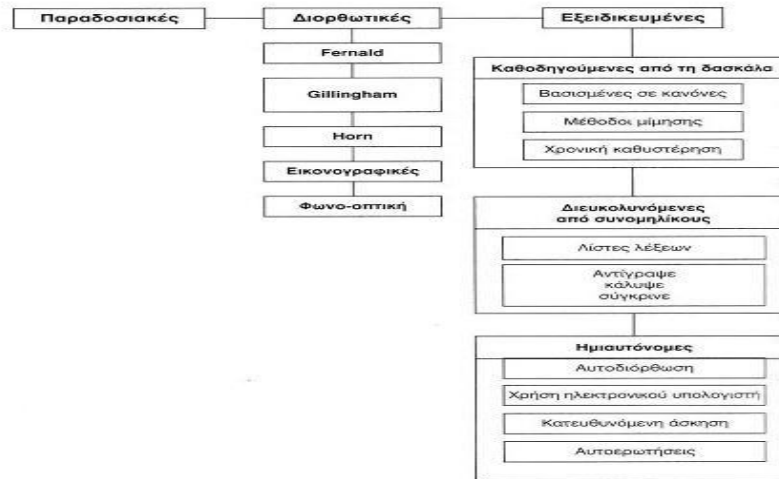 Παραδοσιακές
Διορθωτικές
Εξειδικευμένες
Fernald
Gillingham
Horn
Εικονογραφικές
Φωνο-οπτική
Καθοδηγούμενες από τη δασκάλα
Βασισμένες σε κανόνες
Μέθοδοι μίμησης
Χρονική καθυστέρηση
Διευκολυνόμενες
από συνομηλίκους
Λίστες λέξεων
Αντίγραψε
κάλυψε
σύγκρινε
Ημιαυτόνομες
Αυτοδιόρθωση
Χρήση ηλεκτρονικού υπολογιστή
Κατευθυνόμενη άσκηση
Αυτοερωτήσεις